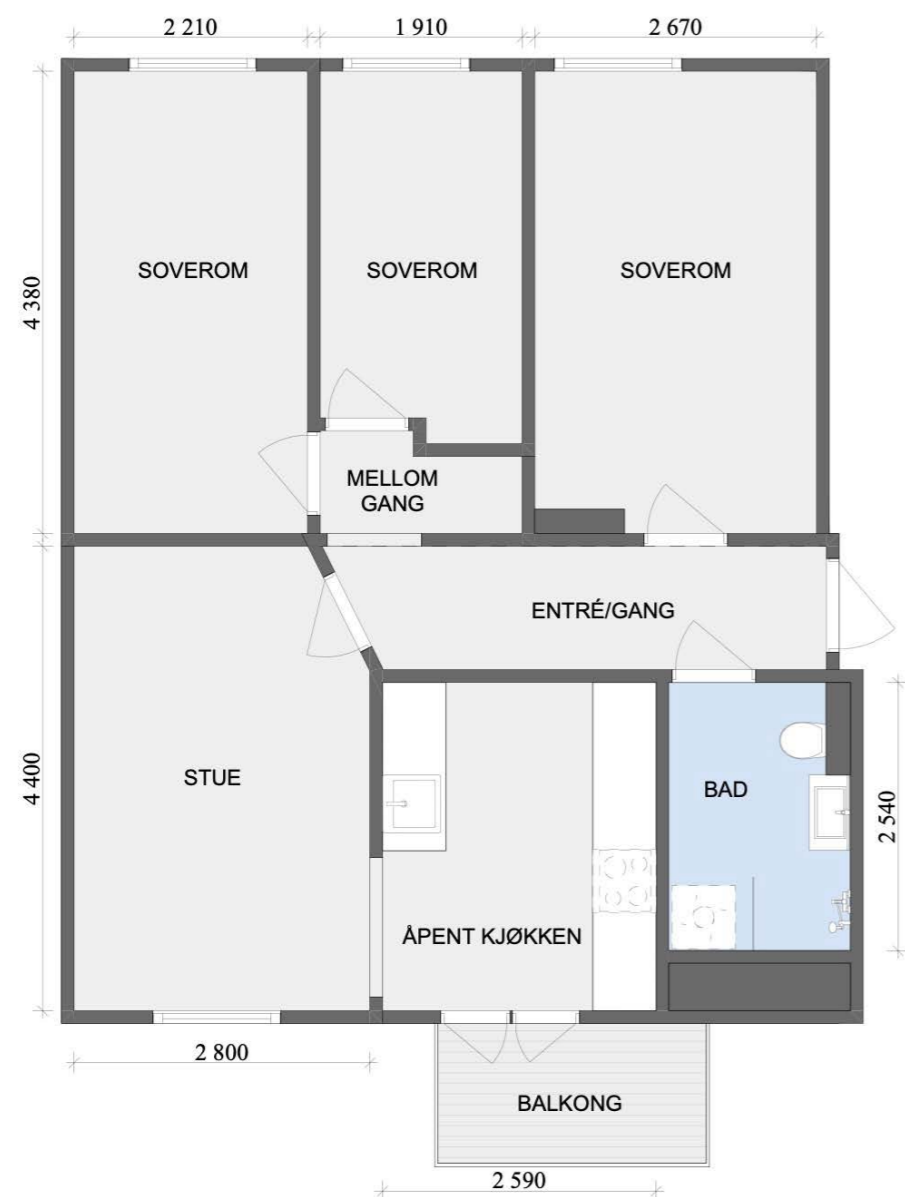 2 210
1 910
2 670
4 380
SOVEROM
SOVEROM
SOVEROM
MELLOM
GANG
ENTRÉ/GANG
4 400
STUE
BAD
2 540
ÅPENT KJØKKEN
2 800
BALKONG
2 590